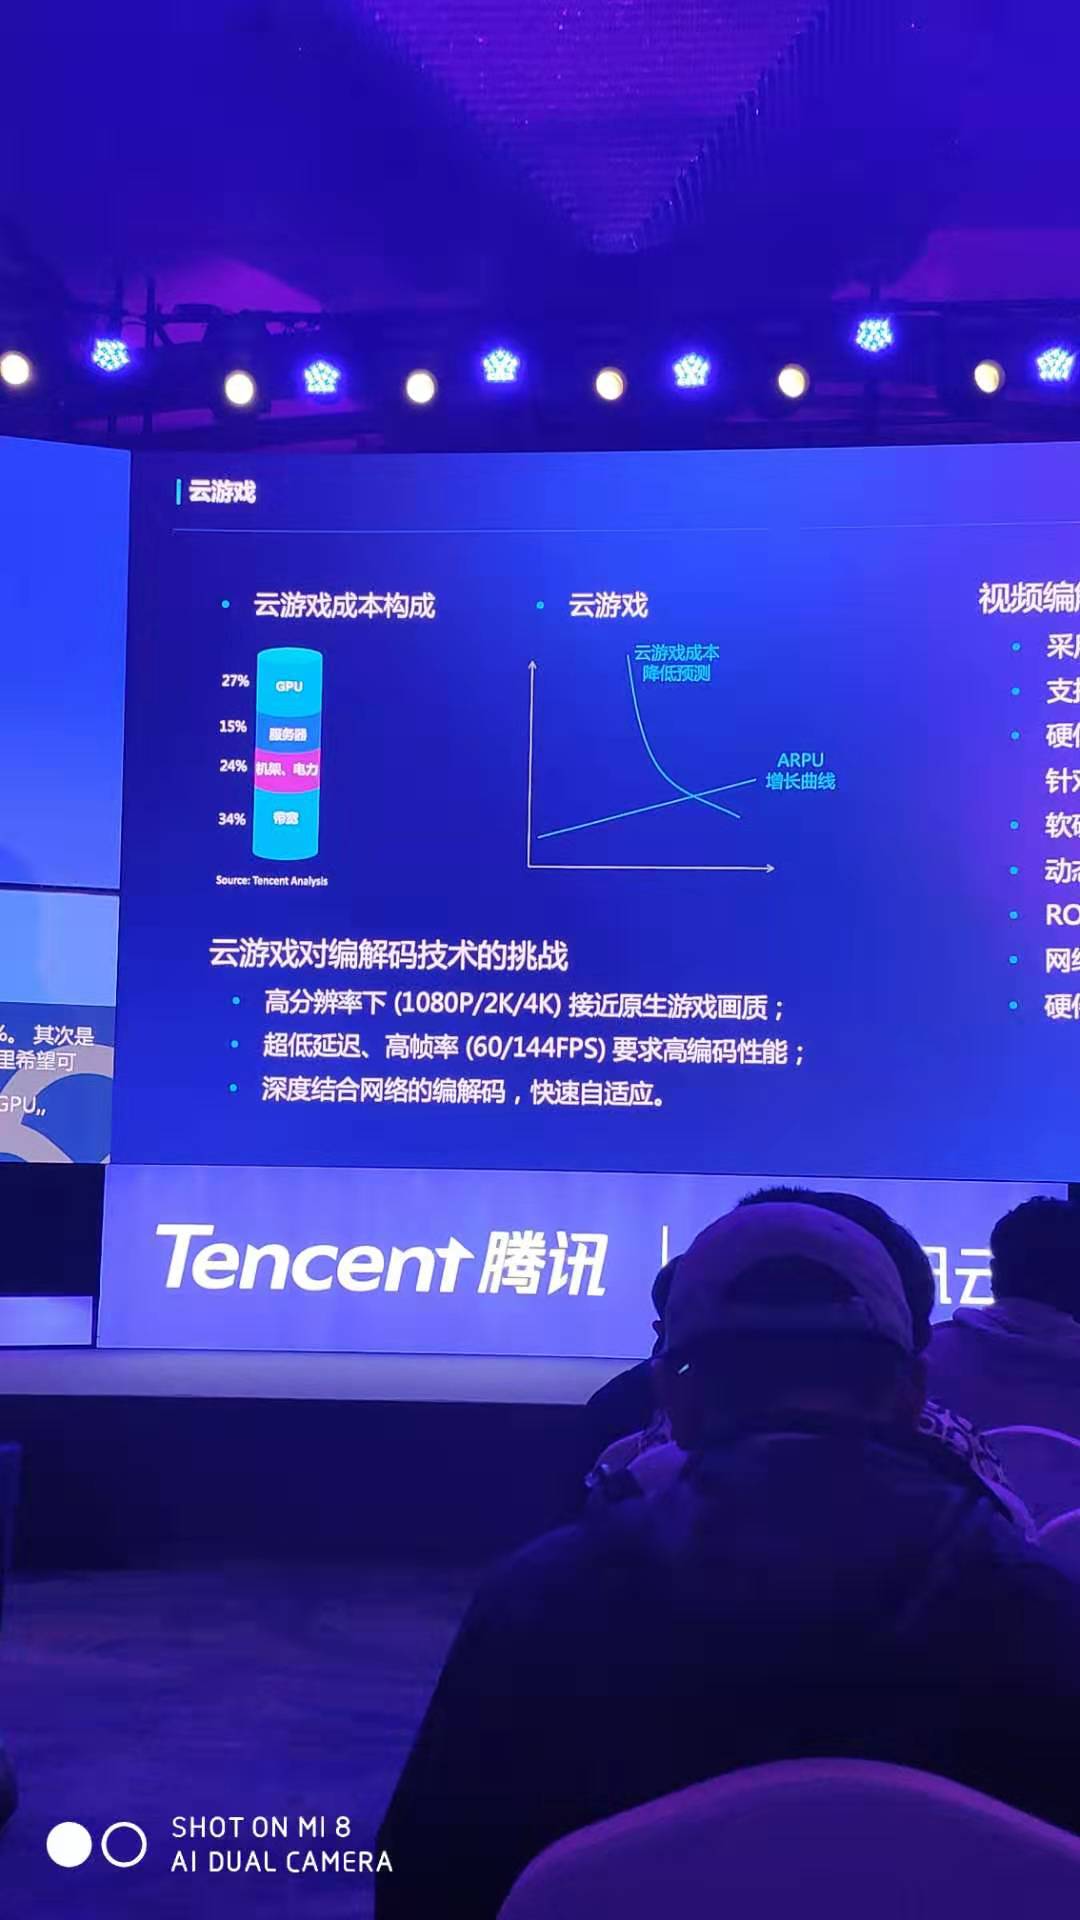 云游戏
云游戏成本构成
27%
GPU
15%
服务器
24%
机架、电力
34%
带宽
Source: Tencent Analysis
云游戏
云游戏成本
降低预测
ARPU
增长曲线
云游戏对编解码技术的挑战
高分辨率下 (1080P/2K/4K) 接近原生游戏画质；
超低延迟、高帧率 (60/144FPS) 要求高编码性能；
深度结合网络的编解码，快速自适应。
视频编解
采用
支持
硬件
针对
软硬
动态
RO
网络
硬件
%。 其次是
里希望可
GPU,,
Tencent 腾讯
讯云
SHOT ON MI 8
AI DUAL CAMERA